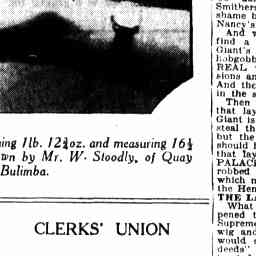 ing 1lb. 12¾oz. and measuring 16½
wn by Mr. W. Stoodly, of Quay
Bulimba.
CLERKS' UNION
Smithers
shame b
Nancy's
And w
find a
Giant's
hobgobb
REAL
sions an
And the
in the s
Then
that lay
Giant is
steal th
but the
should
that lay
PALAC
robbed
which m
the Hen
THE L
What
pened t
Supreme
wig and
would s
deeds"